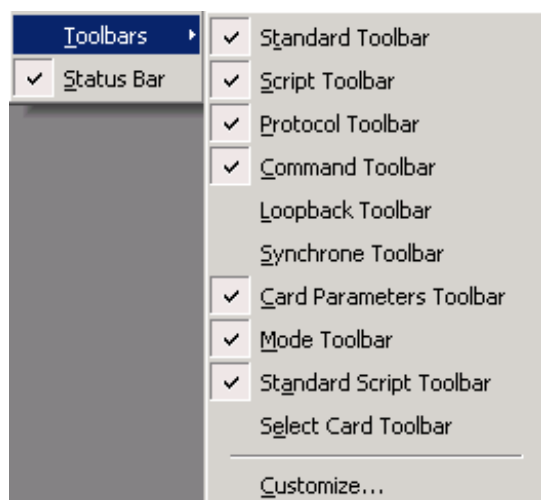 Toolbars
Status Bar
Standard Toolbar
Script Toolbar
Protocol Toolbar
Command Toolbar
Loopback Toolbar
Synchrone Toolbar
Card Parameters Toolbar
Mode Toolbar
Standard Script Toolbar
Select Card Toolbar
Customize...